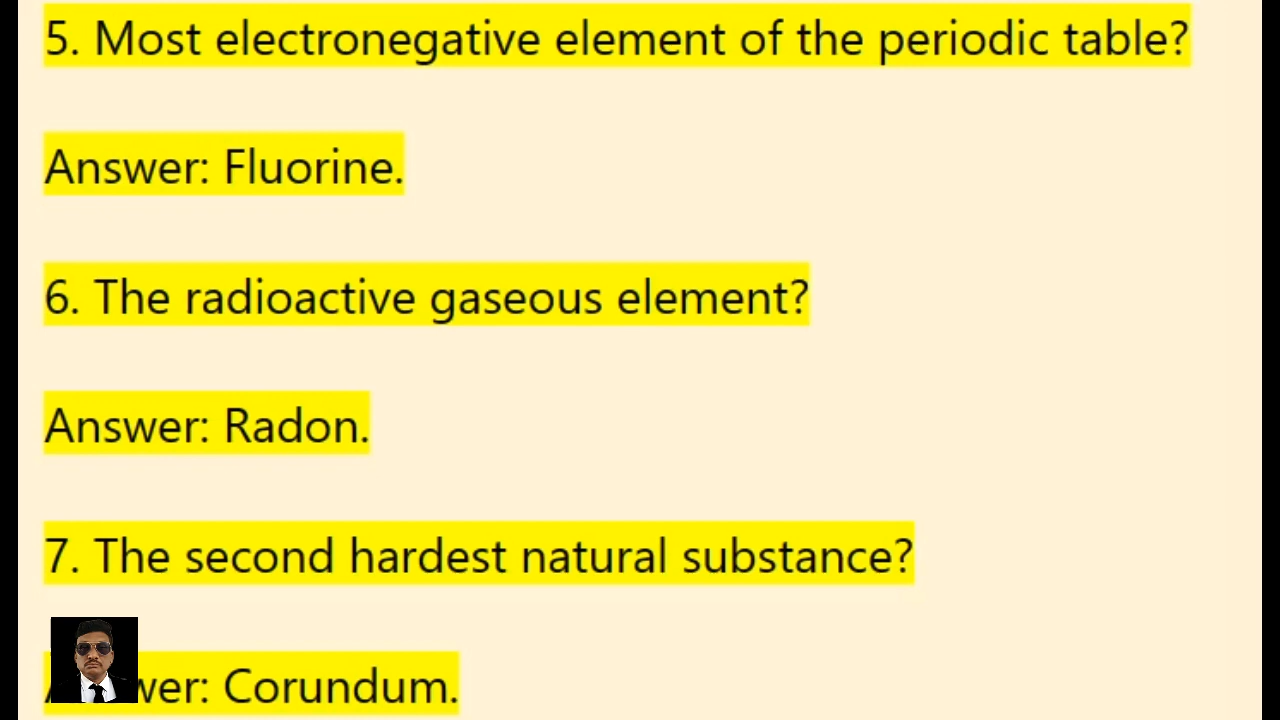 5. Most electronegative element of the periodic table?
Answer: Fluorine.
6. The radioactive gaseous element?
Answer: Radon.
7. The second hardest natural substance?
wer: Corundum.